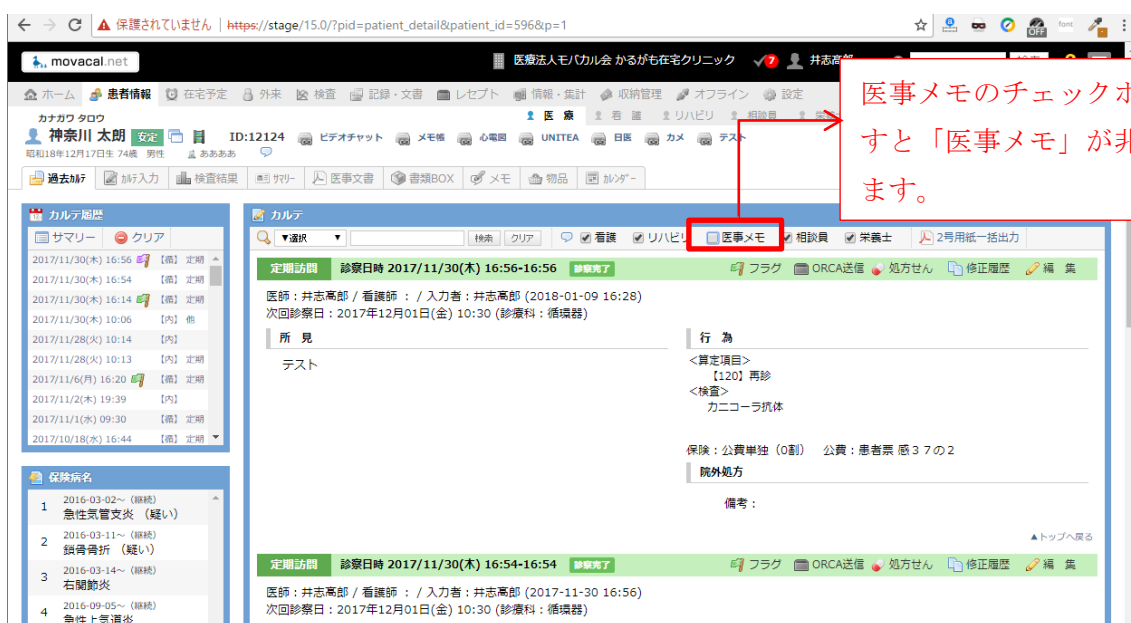 保護されていません https://stage/15.0/?pid=patient_detail&patient_id=596&p=1
OFF font
movacal.net 医療法人モバカル会 かるがも在宅クリニック 7
ホーム 患者情報 在宅予定 外来 検査 記録・文書 レセプト 情報・集計 収納管理 オフライン 設定
医療 看護 リハビリ 相談員
カナガワ タロウ
神奈川 太朗 安定 ID:12124 ビデオチャット メモ帳 心電図 UNITEA 日医 カメ テスト
昭和18年12月17日生 74歳 男性 ああああ
過去カルテ カルテ入力 検査結果 サマリー 医事文書 書類BOX メモ 物品 カレンダー
医事メモのチェックボ
すと「医事メモ」が非
ます。
カルテ履歴
サマリー クリア
2017/11/30(木) 16:56 【循】 定期
2017/11/30(木) 16:54 【循】 定期
2017/11/30(木) 16:14 【循】 定期
2017/11/30(木) 10:06 【内】 他
2017/11/28(火) 10:14 【内】
2017/11/28(火) 10:13 【内】 定期
2017/11/6(月) 16:20 【循】 定期
2017/11/2(木) 19:39 【内】
2017/11/1(水) 09:30 【循】 定期
2017/10/18(水) 16:44 【循】 定期
保険病名
1 2016-03-02～ (継続)
急性気管支炎 （疑い）
2 2016-03-11～ (継続)
鎖骨骨折 （疑い）
3 2016-03-14～ (継続)
右関節炎
4 2016-09-05～ (継続)
急性上気道炎
カルテ
▼選択 ▼ 検索 クリア 看護 リハビリ 医事メモ 相談員 栄養士 2号用紙一括出力
定期訪問 診察日時 2017/11/30(木) 16:56-16:56 診察完了 フラグ ORCA送信 処方せん 修正履歴 編 集
医師：井志高郎 / 看護師 ： / 入力者：井志高郎 (2018-01-09 16:28)
次回診察日：2017年12月01日(金) 10:30 (診療科：循環器)
所 見
テスト
行 為
<算定項目>
【120】再診
<検査>
カニコーラ抗体
保険：公費単独（0割） 公費：患者票 感３７の２
院外処方
備考：
▲トップへ戻る
定期訪問 診察日時 2017/11/30(木) 16:54-16:54 診察完了 フラグ ORCA送信 処方せん 修正履歴 編 集
医師：井志高郎 / 看護師 ： / 入力者：井志高郎 (2017-11-30 16:56)
次回診察日：2017年12月01日(金) 10:30 (診療科：循環器)